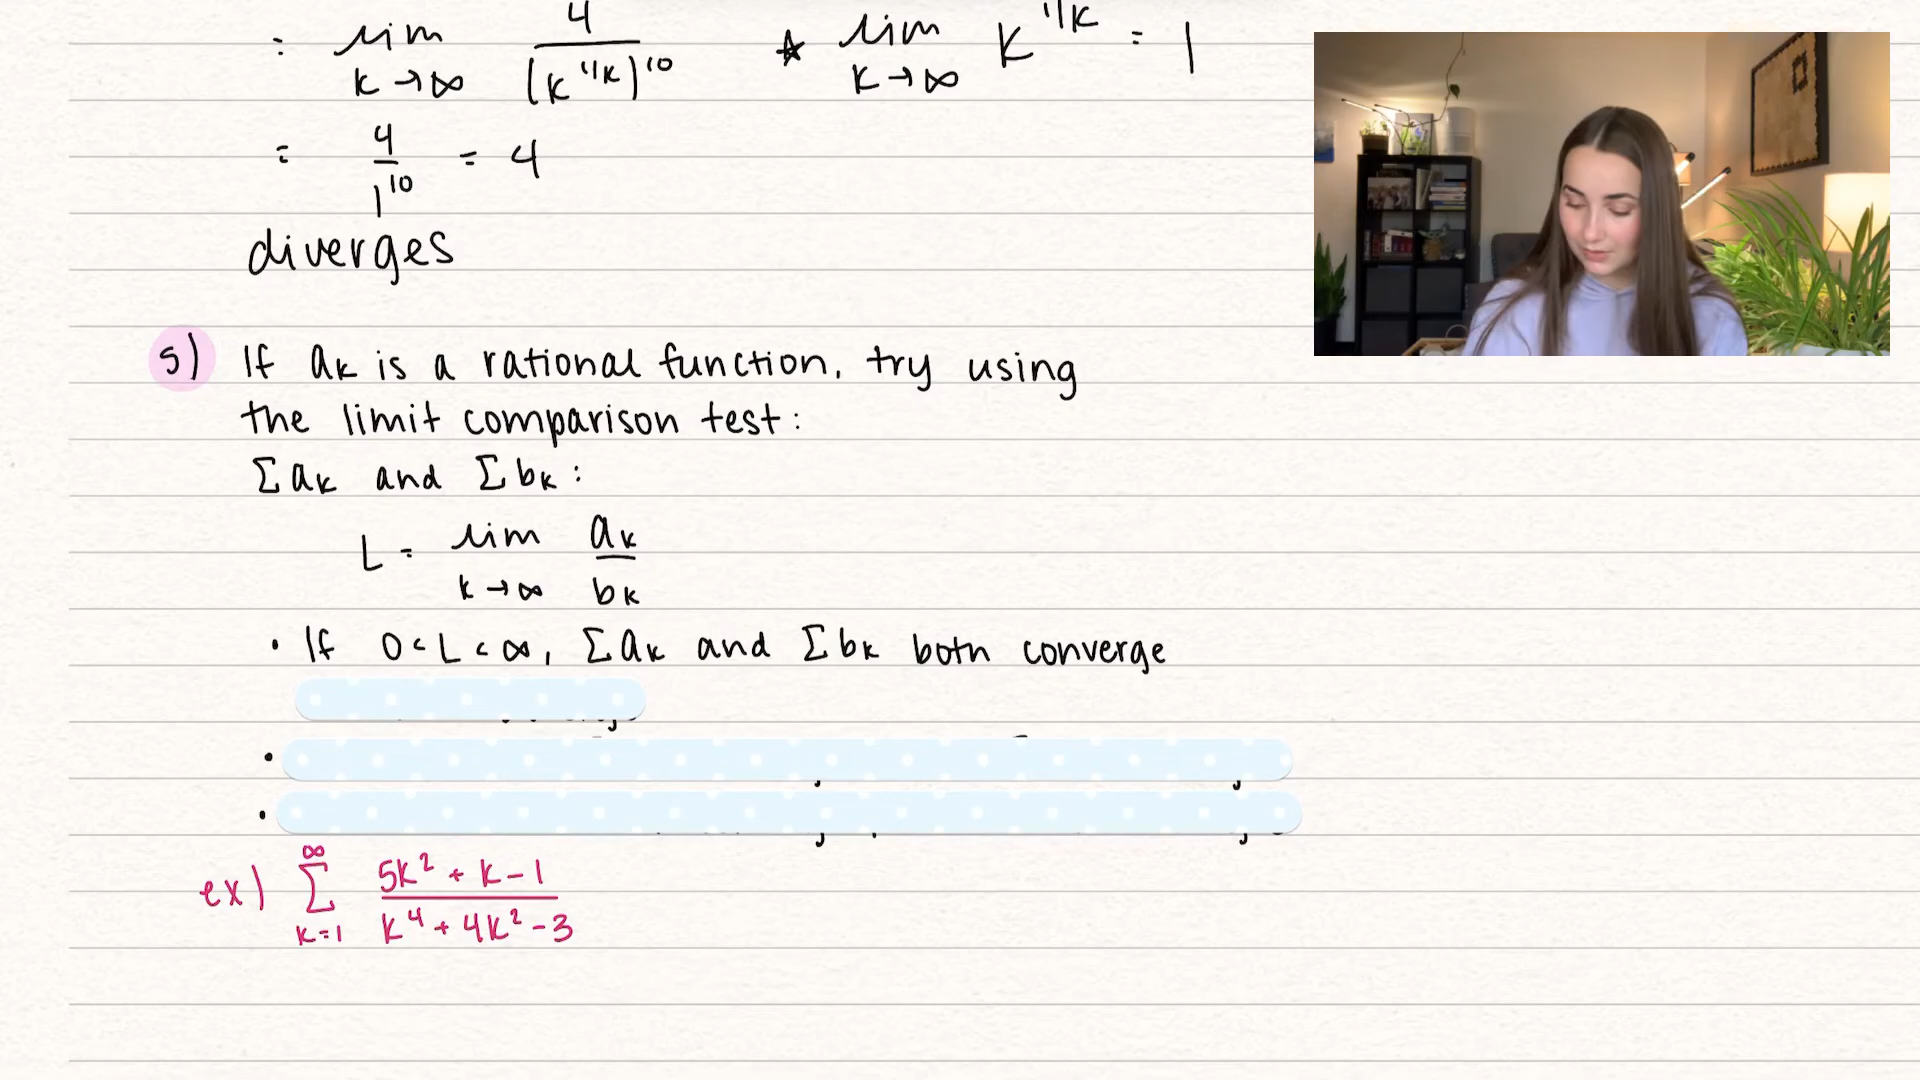 = lim k→∞ 4/(k^1/k)^10 ★ lim k→∞ k^1/k = 1
= 4/1^10 = 4
diverges
5) If ak is a rational function, try using
the limit comparison test:
Σak and Σbk:
L = lim k→∞ ak/bk
• If 0<L<∞, Σak and Σbk both converge
•
•
ex) ∞ Σ k=1 5k² + k-1 / k⁴ + 4k² -3